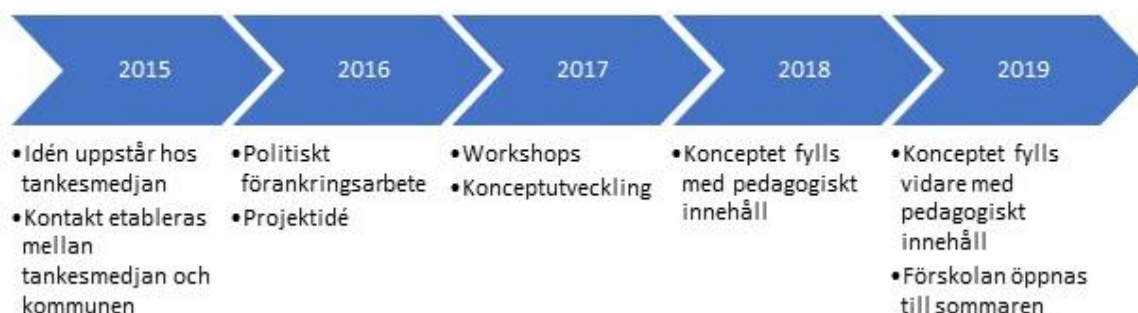 2015
2016
2017
2018
2019
•Idén uppstår hos
tankesmedjan
•Kontakt etableras
mellan
tankesmedjan och
kommunen
•Politiskt
förankringsarbete
•Projektidé
•Workshops
•Konceptutveckling
•Konceptet fylls
med pedagogiskt
innehåll
•Konceptet fylls
vidare med
pedagogiskt
innehåll
•Förskolan öppnas
till sommaren